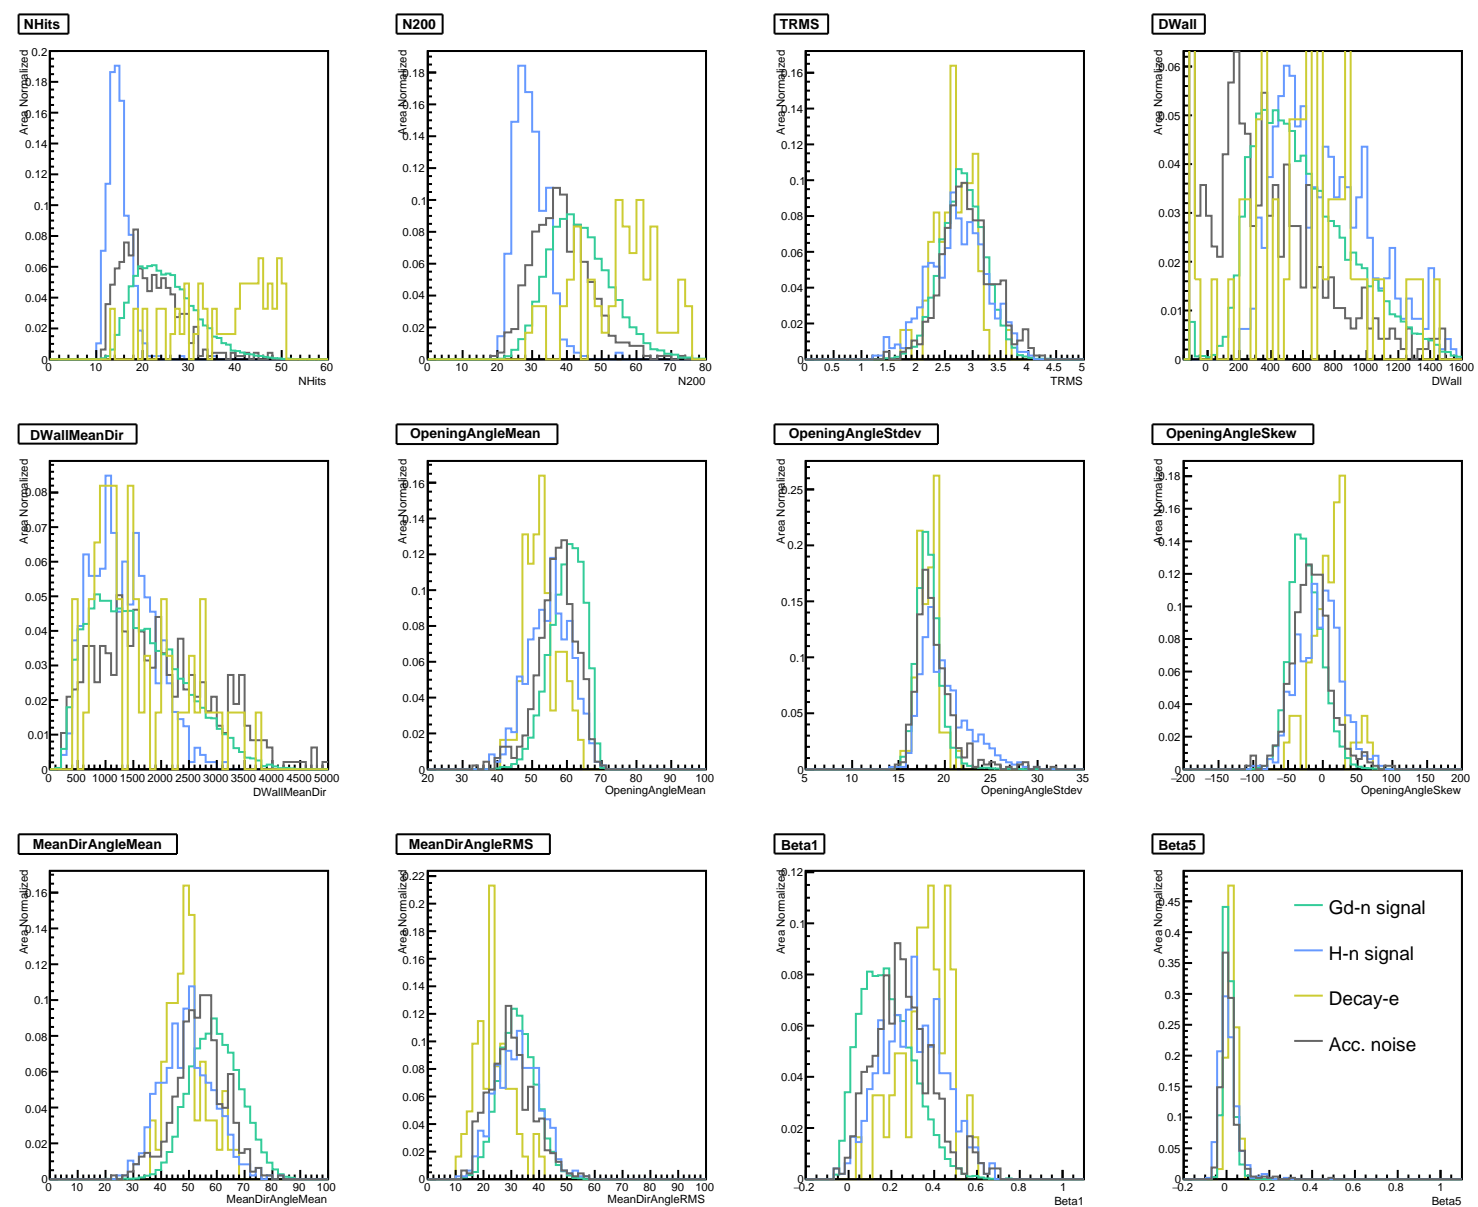 NHits
N200
TRMS
DWall
Area Normalized
0.2
0.18
0.16
0.14
0.12
0.1
0.08
0.06
0.04
0.02
0
0 10 20 30 40 50 60
NHits
Area Normalized
0.18
0.16
0.14
0.12
0.1
0.08
0.06
0.04
0.02
0
0 10 20 30 40 50 60 70 80
N200
Area Normalized
0.16
0.14
0.12
0.1
0.08
0.06
0.04
0.02
0
0 0.5 1 1.5 2 2.5 3 3.5 4 4.5 5
TRMS
Area Normalized
0.06
0.05
0.04
0.03
0.02
0.01
0
0 200 400 600 800 1000 1200 1400 1600
DWall
DWallMeanDir
OpeningAngleMean
OpeningAngleStdev
OpeningAngleSkew
Area Normalized
0.08
0.07
0.06
0.05
0.04
0.03
0.02
0.01
0
0 500 1000 1500 2000 2500 3000 3500 4000 4500 5000
DWallMeanDir
Area Normalized
0.16
0.14
0.12
0.1
0.08
0.06
0.04
0.02
0
20 30 40 50 60 70 80 90 100
OpeningAngleMean
Area Normalized
0.25
0.2
0.15
0.1
0.05
0
5 10 15 20 25 30 35
OpeningAngleStdev
Area Normalized
0.18
0.16
0.14
0.12
0.1
0.08
0.06
0.04
0.02
0
−200 −150 −100 −50 0 50 100 150 200
OpeningAngleSkew
MeanDirAngleMean
MeanDirAngleRMS
Beta1
Beta5
Area Normalized
0.16
0.14
0.12
0.1
0.08
0.06
0.04
0.02
0
0 10 20 30 40 50 60 70 80 90 100
MeanDirAngleMean
Area Normalized
0.22
0.2
0.18
0.16
0.14
0.12
0.1
0.08
0.06
0.04
0.02
0
0 10 20 30 40 50 60 70 80 90 100
MeanDirAngleRMS
Area Normalized
0.12
0.1
0.08
0.06
0.04
0.02
0
−0.2 0 0.2 0.4 0.6 0.8 1
Beta1
Area Normalized
0.45
0.4
0.35
0.3
0.25
0.2
0.15
0.1
0.05
0
−0.2 0 0.2 0.4 0.6 0.8 1
Beta5
Gd-n signal
H-n signal
Decay-e
Acc. noise